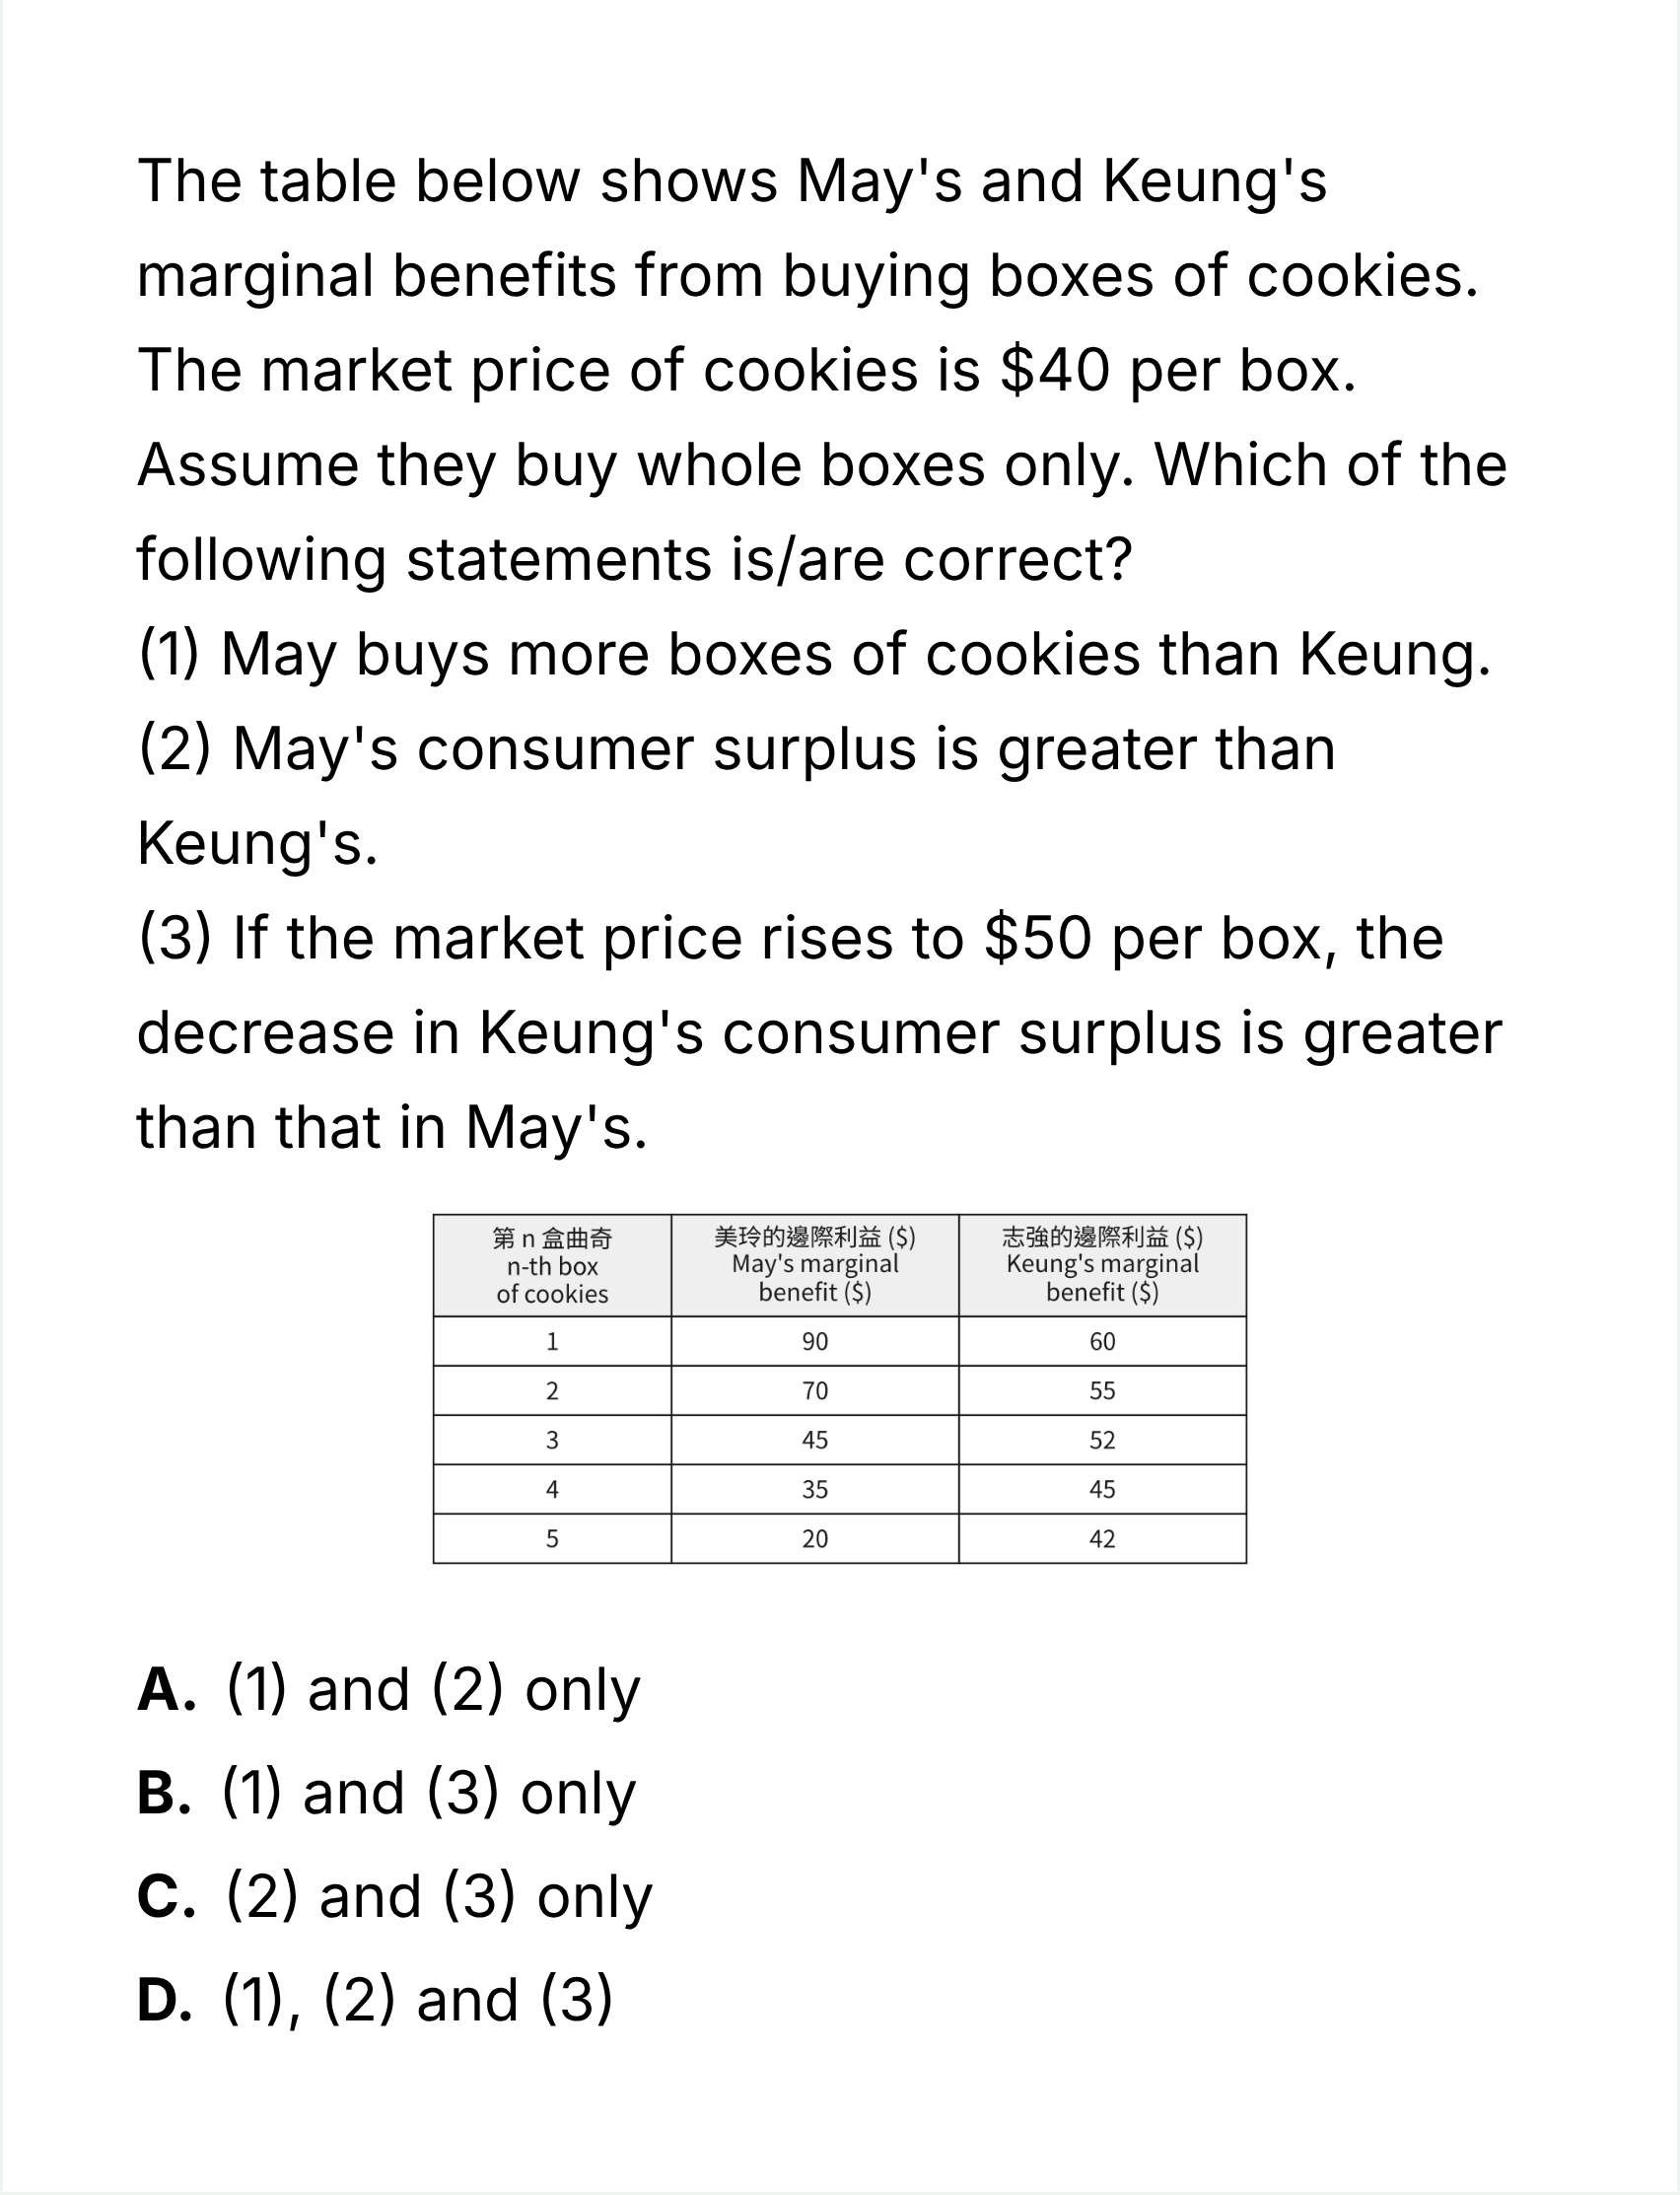 The table below shows May's and Keung's
marginal benefits from buying boxes of cookies.
The market price of cookies is $40 per box.
Assume they buy whole boxes only. Which of the
following statements is/are correct?
(1) May buys more boxes of cookies than Keung.
(2) May's consumer surplus is greater than
Keung's.
(3) If the market price rises to $50 per box, the
decrease in Keung's consumer surplus is greater
than that in May's.
第 n 盒曲奇 美玲的邊際利益 ($) 志強的邊際利益 ($)
n-th box May's marginal Keung's marginal
of cookies benefit ($) benefit ($)
1 90 60
2 70 55
3 45 52
4 35 45
5 20 42
A. (1) and (2) only
B. (1) and (3) only
C. (2) and (3) only
D. (1), (2) and (3)